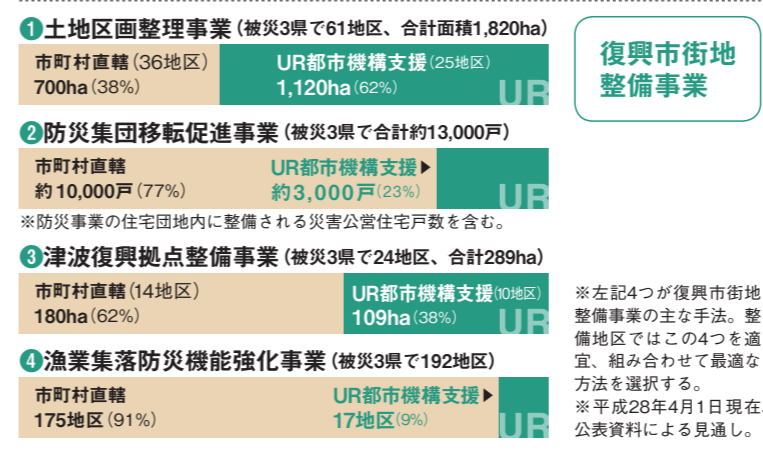 ❶土地区画整理事業(被災3県で61地区、合計面積1,820ha)
市町村直轄(36地区)
700ha(38%)
UR都市機構支援(25地区)
1,120ha(62%)
UR
❷防災集団移転促進事業(被災3県で合計約13,000戸)
市町村直轄
約10,000戸(77%)
UR都市機構支援▶
約3,000戸(23%)
UR
※防災事業の住宅団地内に整備される災害公営住宅戸数を含む。
❸津波復興拠点整備事業(被災3県で24地区、合計289ha)
市町村直轄(14地区)
180ha(62%)
UR都市機構支援(10地区)
109ha(38%)
UR
❹漁業集落防災機能強化事業(被災3県で192地区)
市町村直轄
175地区(91%)
UR都市機構支援▶
17地区(9%)
UR
復興市街地
整備事業
※左記4つが復興市街地
整備事業の主な手法。整
備地区ではこの4つを適
宜、組み合わせて最適な
方法を選択する。
※平成28年4月1日現在、
公表資料による見通し。